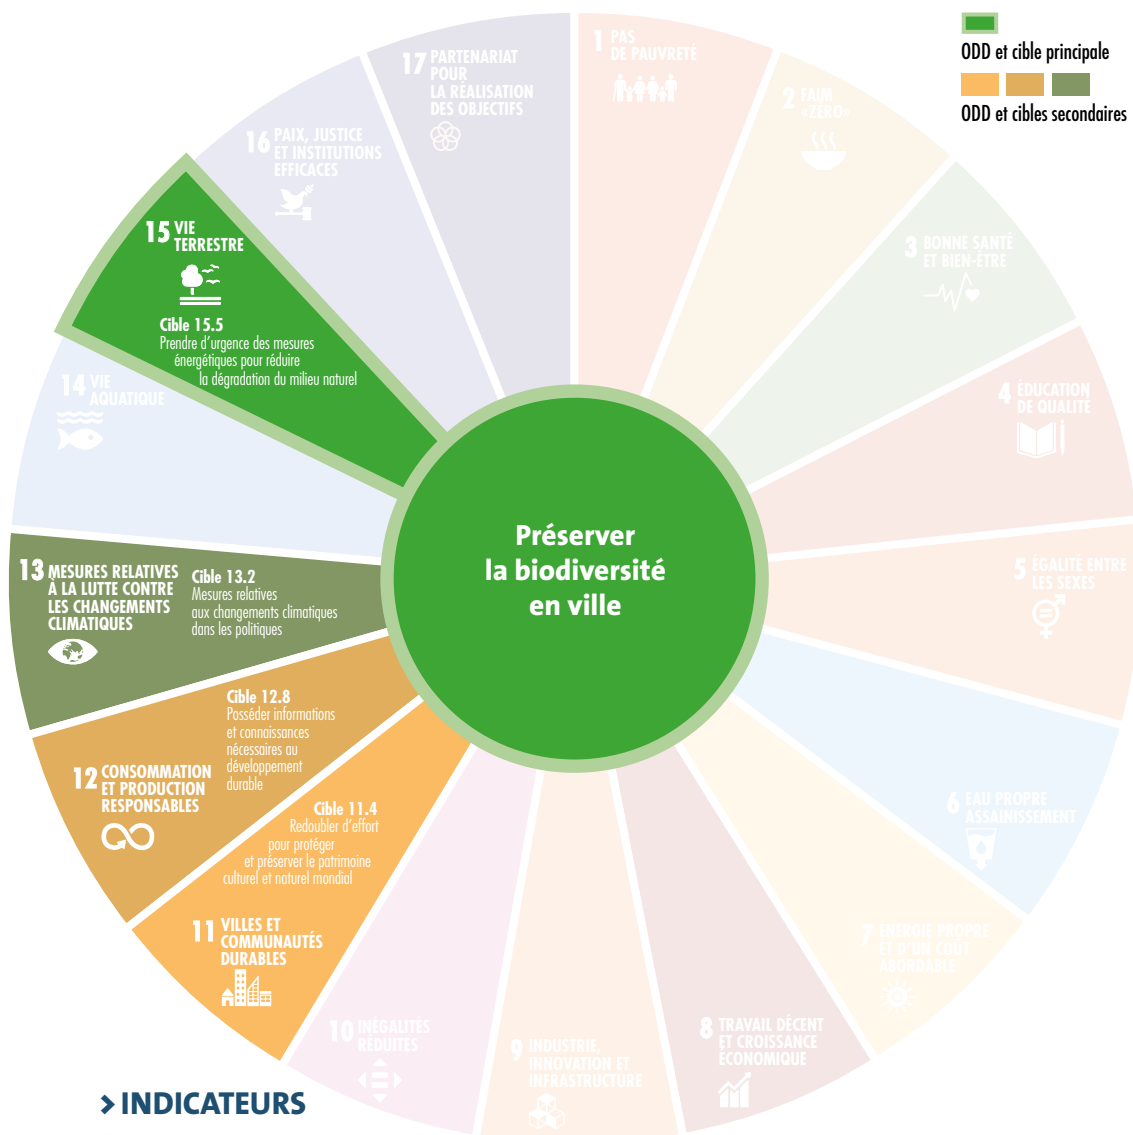 ODD et cible principale
ODD et cibles secondaires
1 PAS
DE PAUVRETÉ
2 FAIM
«ZÉRO»
3 BONNE SANTÉ
ET BIEN-ÊTRE
4 ÉDUCATION
DE QUALITÉ
5 ÉGALITÉ ENTRE
LES SEXES
6 EAU PROPRE
ASSAINISSEMENT
7 ÉNERGIE PROPRE
ET D'UN COÛT
ABORDABLE
8 TRAVAIL DÉCENT
ET CROISSANCE
ÉCONOMIQUE
9 INDUSTRIE,
INNOVATION ET
INFRASTRUCTURE
10 INÉGALITÉS
RÉDUITES
11 VILLES ET
COMMUNAUTÉS
DURABLES
Cible 11.4
Redoubler d'effort
pour protéger
et préserver le patrimoine
culturel et naturel mondial
12 CONSOMMATION
ET PRODUCTION
RESPONSABLES
Cible 12.8
Posséder informations
et connaissances
nécessaires au
développement
durable
13 MESURES RELATIVES
À LA LUTTE CONTRE
LES CHANGEMENTS
CLIMATIQUES
Cible 13.2
Mesures relatives
aux changements climatiques
dans les politiques
14 VIE
AQUATIQUE
15 VIE
TERRESTRE
Cible 15.5
Prendre d'urgence des mesures
énergétiques pour réduire
la dégradation du milieu naturel
16 PAIX, JUSTICE
ET INSTITUTIONS
EFFICACES
17 PARTENARIAT
POUR
LA RÉALISATION
DES OBJECTIFS
Préserver
la biodiversité
en ville
> INDICATEURS